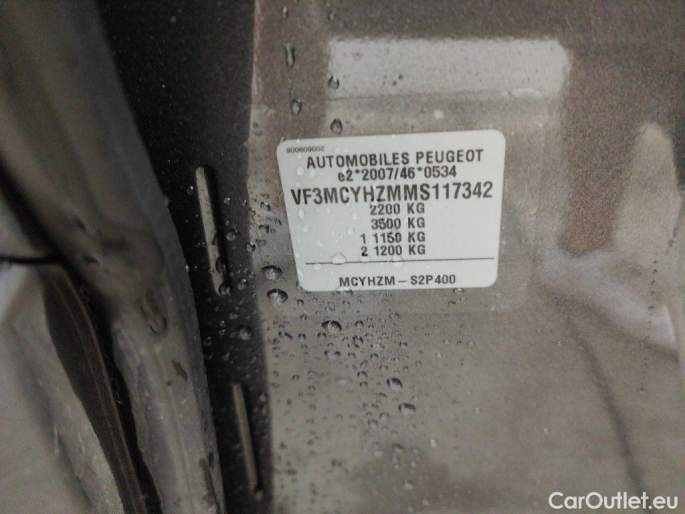 AUTOMOBILES PEUGEOT
e2*2007/46*0534
VF3MCYHZMMS117342
2200 KG
3500 KG
1 1150 KG
2 1200 KG
MCYHZM – S2P400
CarOutlet.eu